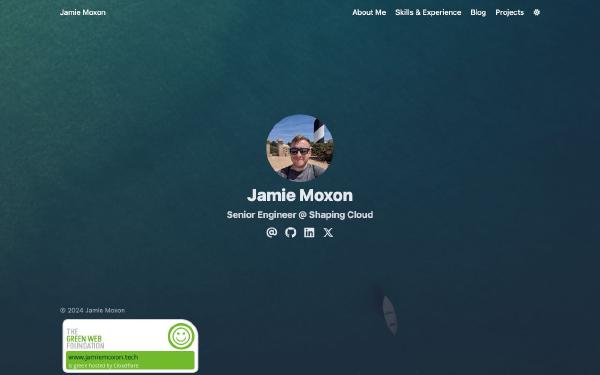 Jamie Moxon
About Me Skills & Experience Blog Projects
Jamie Moxon
Senior Engineer @ Shaping Cloud
© 2024 Jamie Moxon
THE
GREEN WEB
FOUNDATION
www.jamiemoxon.tech
is green hosted by Cloudflare